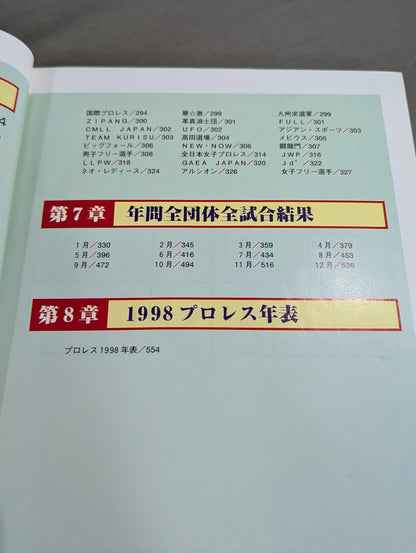 4
国際プロレス/294 華☆激/299 九州求道軍/299
ZIPANG/300 革真浪士団/301 FULL/301
CMLL JAPAN/302 UFO/302 アジアン・スポーツ/303
TEAM KURISU/303 高田道場/304 メビウス/305
ビッグフォール/306 NEW・NOW/306 闘龍門/307
男子フリー選手/308 全日本女子プロレス/314 JWP/316
LLPW/318 GAEA JAPAN/320 Jd'/322
ネオ・レディース/324 アルシオン/326 女子フリー選手/327
第7章 年間全団体全試合結果
1月/330 2月/345 3月/359 4月/379
5月/396 6月/416 7月/434 8月/453
9月/472 10月/494 11月/516 12月/536
第8章 1998プロレス年表
プロレス1998年表/554